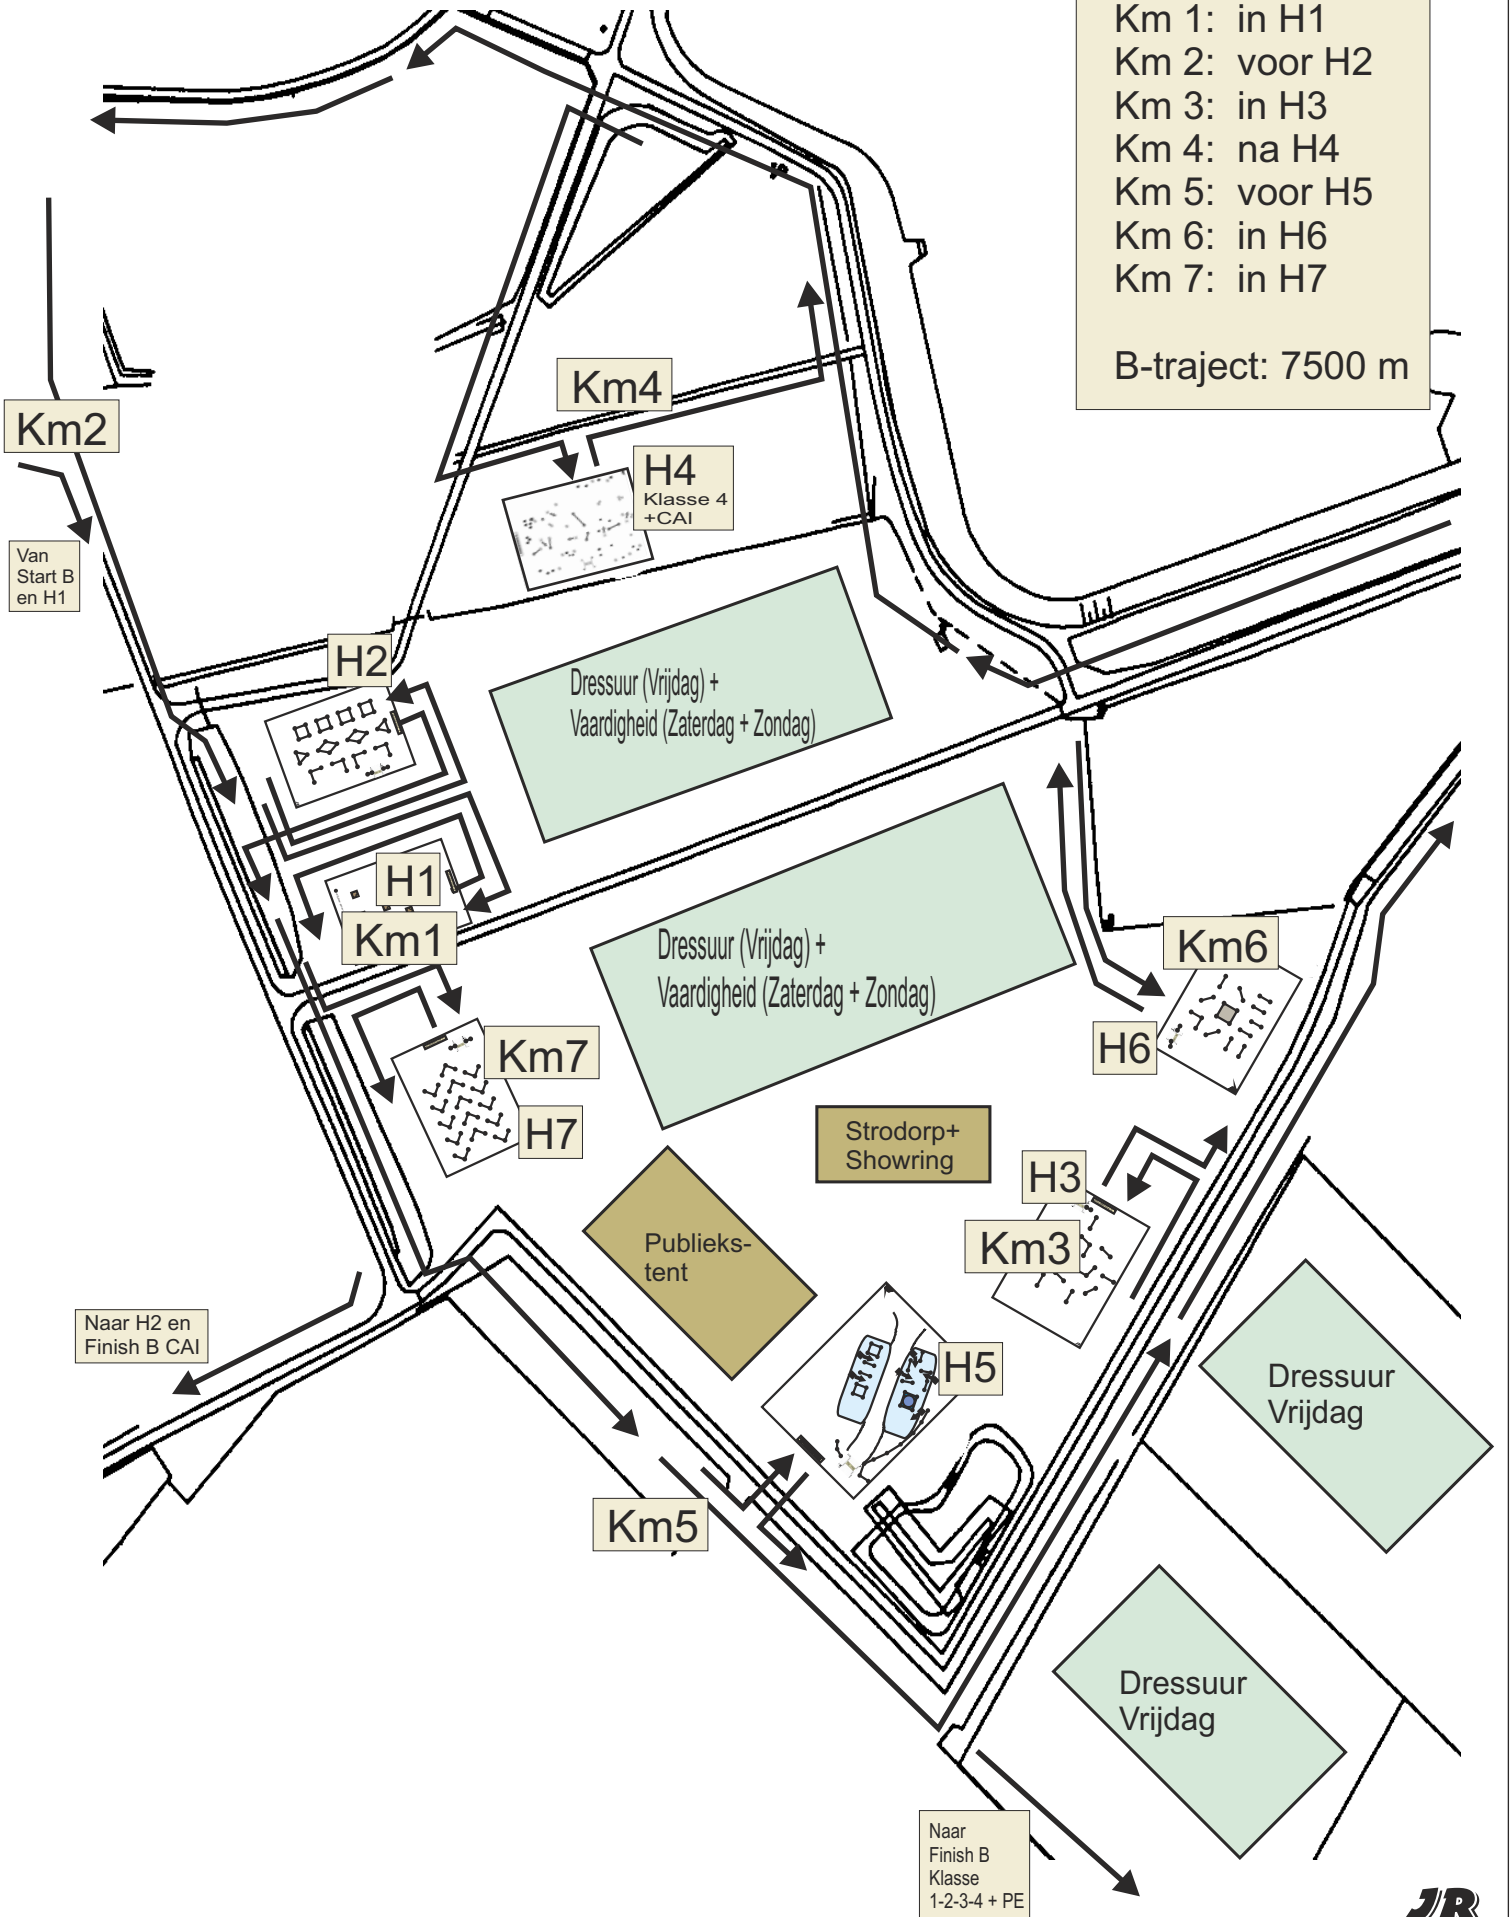 Km 1: in H1
Km 2: voor H2
Km 3: in H3
Km 4: na H4
Km 5: voor H5
Km 6: in H6
Km 7: in H7
B-traject: 7500 m
Km4
Km2
H4
Klasse 4
+CAI
Van
Start B
en H1
H2
Dressuur (Vrijdag) +
Vaardigheid (Zaterdag + Zondag)
H1
Km1
Dressuur (Vrijdag) +
Vaardigheid (Zaterdag + Zondag)
Km6
H6
Km7
H7
Strodorp+
Showring
H3
Km3
Publieks-
tent
Naar H2 en
Finish B CAI
H5
Dressuur
Vrijdag
Km5
Dressuur
Vrijdag
Naar
Finish B
Klasse
1-2-3-4 + PE
JR